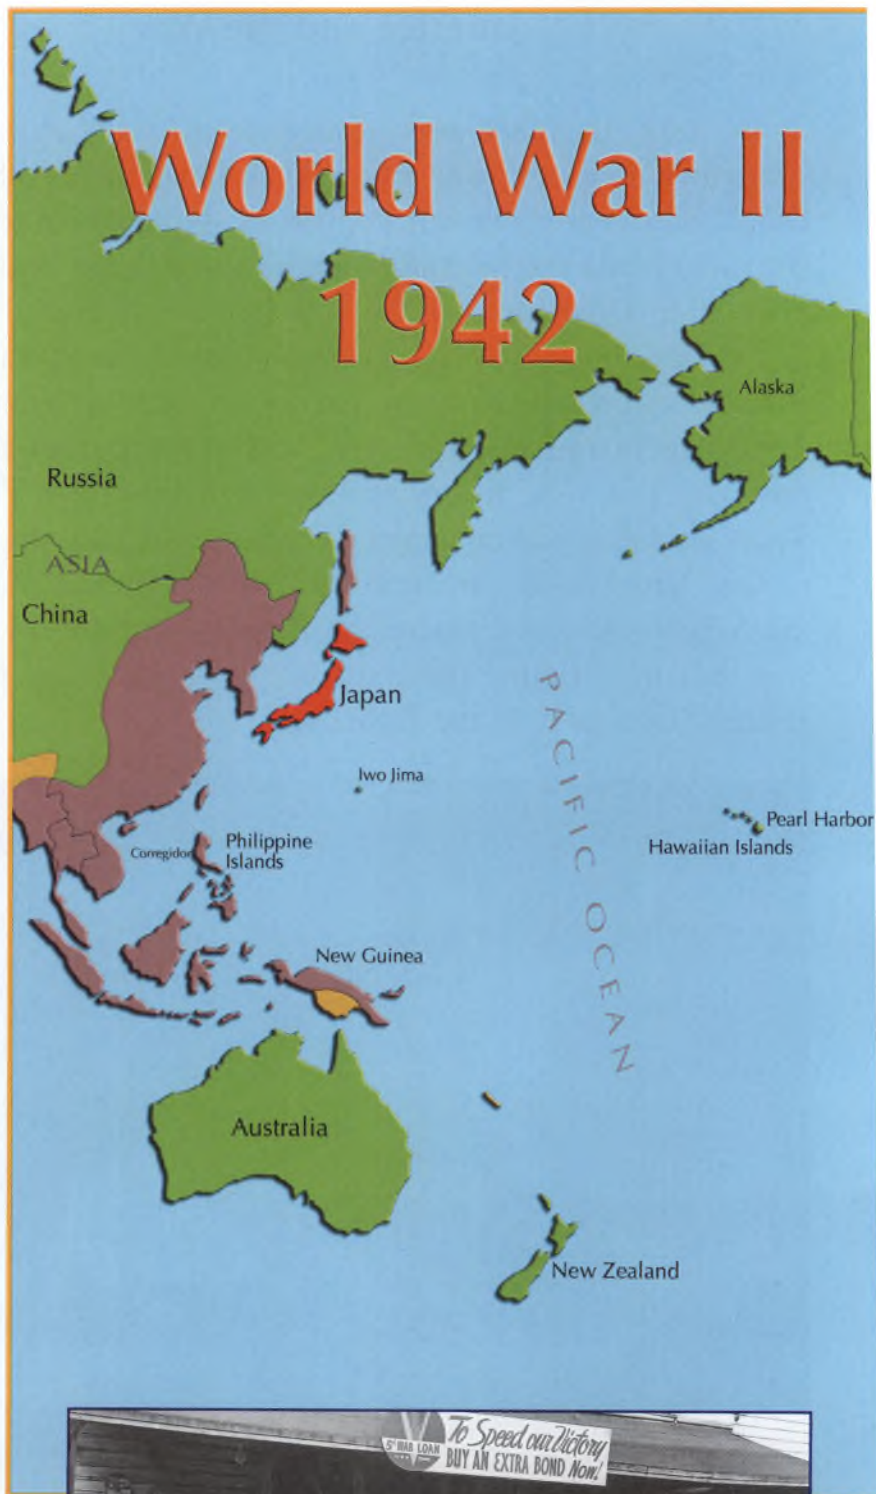 World War II
1942
Alaska
Russia
ASIA
China
Japan
PACIFIC OCEAN
Iwo Jima
Pearl Harbor
Hawaiian Islands
Corregidor
Philippine
Islands
New Guinea
Australia
New Zealand
V
5th WAR LOAN
To Speed our Victory
BUY AN EXTRA BOND Now!